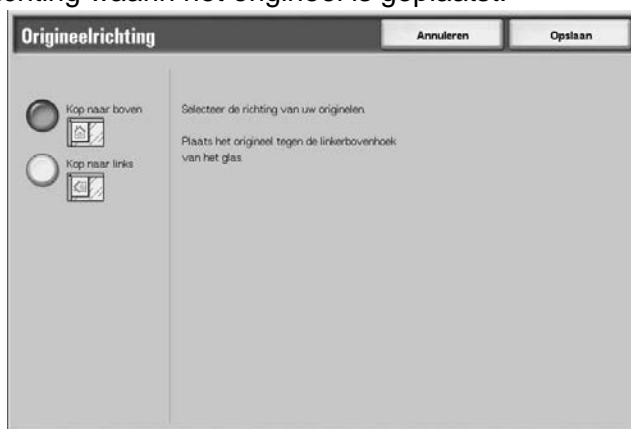 richting waarin het origineel is geplaatst.
Origineelrichting
Annuleren
Opslaan
Kop naar boven
Kop naar links
Selecteer de richting van uw originelen.
Plaats het origineel tegen de linkerbovenhoek
van het glas.